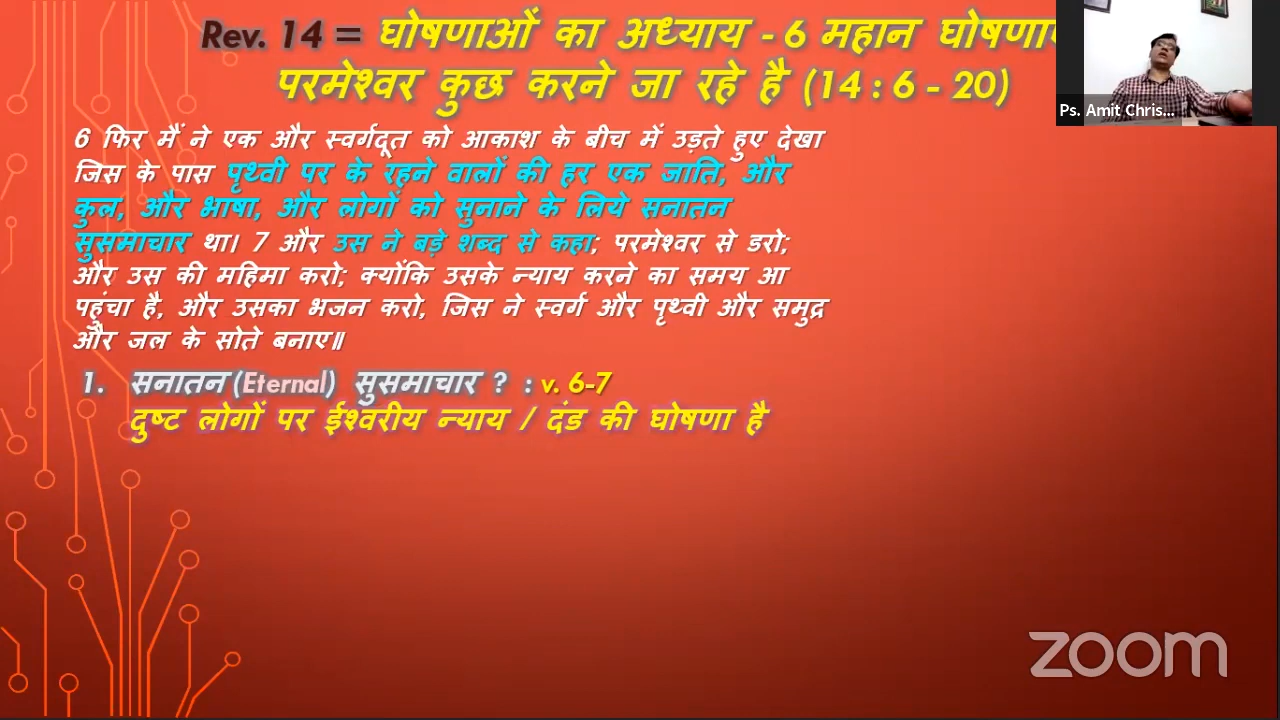 Rev. 14 = घोषणाओं का अध्याय - 6 महान घोषणाएं
परमेश्वर कुछ करने जा रहे है (14 : 6 - 20)
Ps. Amit Chris...
6 फिर मैं ने एक और स्वर्गदूत को आकाश के बीच में उड़ते हुए देखा
जिस के पास पृथ्वी पर के रहने वालों की हर एक जाति, और
कुल, और भाषा, और लोगों को सुनाने के लिये सनातन
सुसमाचार था। 7 और उस ने बड़े शब्द से कहा; परमेश्वर से डरो;
और उस की महिमा करो; क्योंकि उसके न्याय करने का समय आ
पहुंचा है, और उसका भजन करो, जिस ने स्वर्ग और पृथ्वी और समुद्र
और जल के सोते बनाए॥
1. सनातन (Eternal) सुसमाचार ? : v. 6-7
दुष्ट लोगों पर ईश्वरीय न्याय / दंड की घोषणा है
zoom